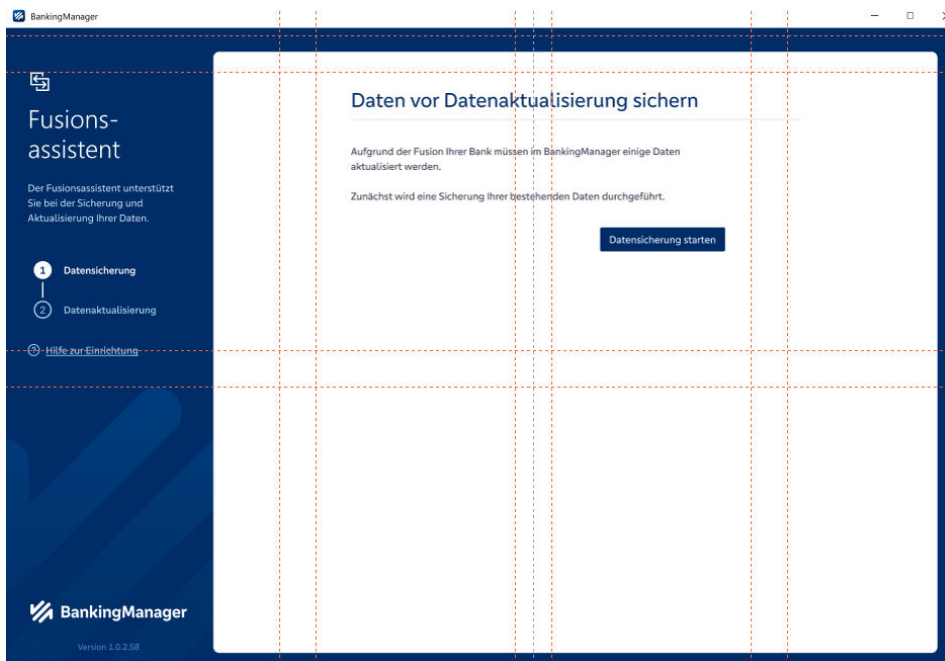 BankingManager
Fusions-
assistent
Der Fusionsassistent unterstützt
Sie bei der Sicherung und
Aktualisierung Ihrer Daten.
1 Datensicherung
2 Datenaktualisierung
? Hilfe zur Einrichtung
BankingManager
Version 1.0.2.58
Daten vor Datenaktualisierung sichern
Aufgrund der Fusion Ihrer Bank müssen im BankingManager einige Daten
aktualisiert werden.
Zunächst wird eine Sicherung Ihrer bestehenden Daten durchgeführt.
Datensicherung starten